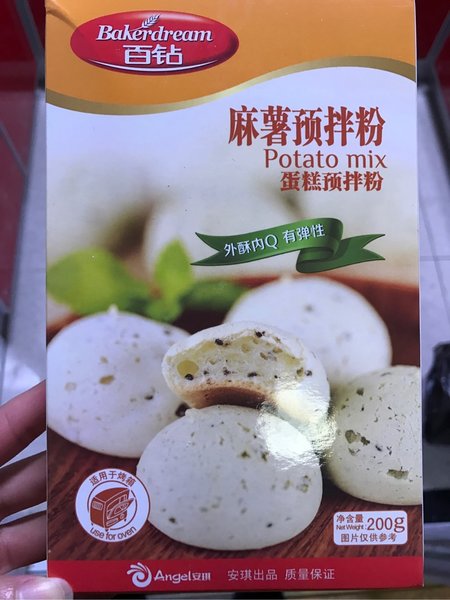 Bakerdream
百钻
麻薯预拌粉
Potato mix
蛋糕预拌粉
外酥内Q 有弹性
适用于烤箱
use for oven
净含量
Net Weight: 200g
图片仅供参考
Angel安琪 安琪出品 质量保证